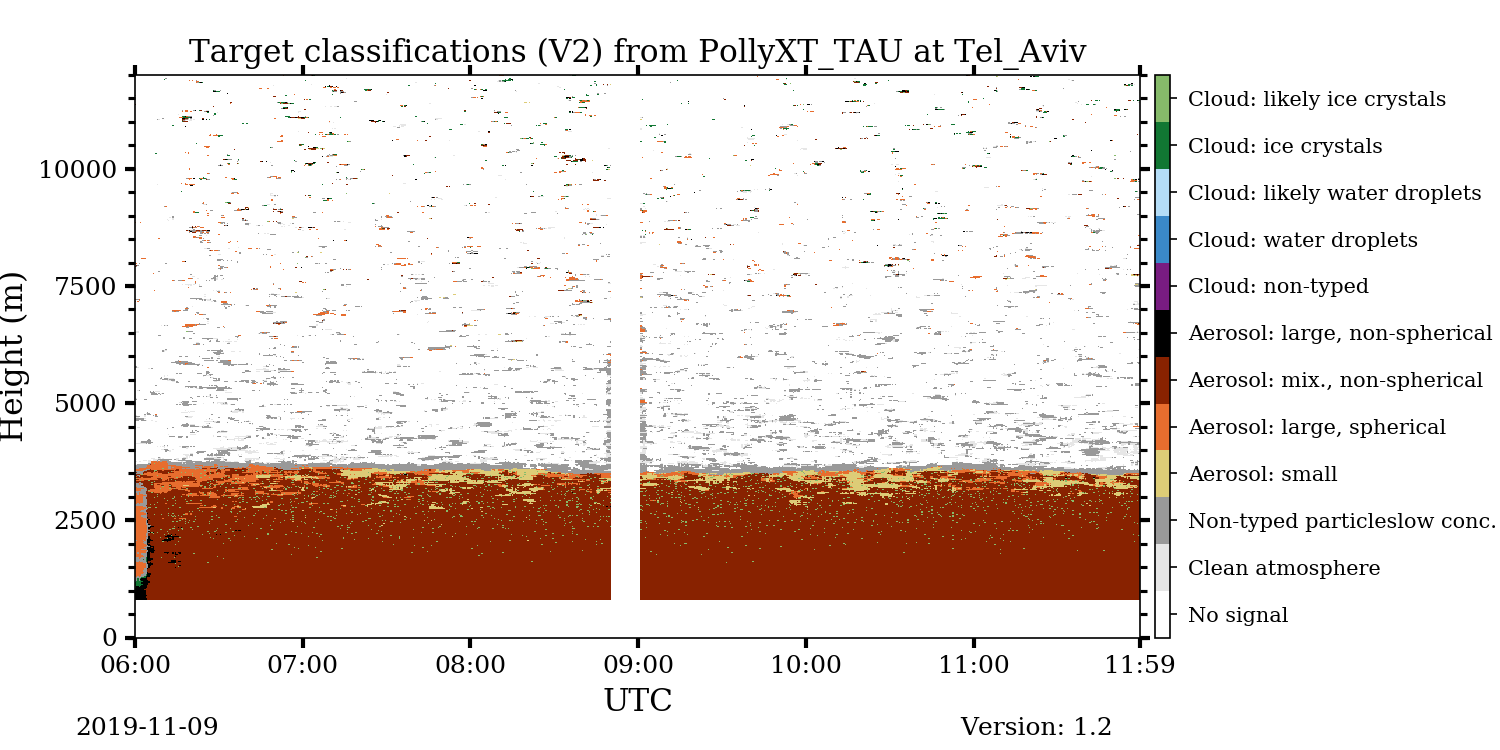 Target classifications (V2) from PollyXT_TAU at Tel_Aviv
Height (m)
10000
7500
5000
2500
0
06:00 07:00 08:00 09:00 10:00 11:00 11:59
UTC
2019-11-09
Version: 1.2
Cloud: likely ice crystals
Cloud: ice crystals
Cloud: likely water droplets
Cloud: water droplets
Cloud: non-typed
Aerosol: large, non-spherical
Aerosol: mix., non-spherical
Aerosol: large, spherical
Aerosol: small
Non-typed particleslow conc.
Clean atmosphere
No signal